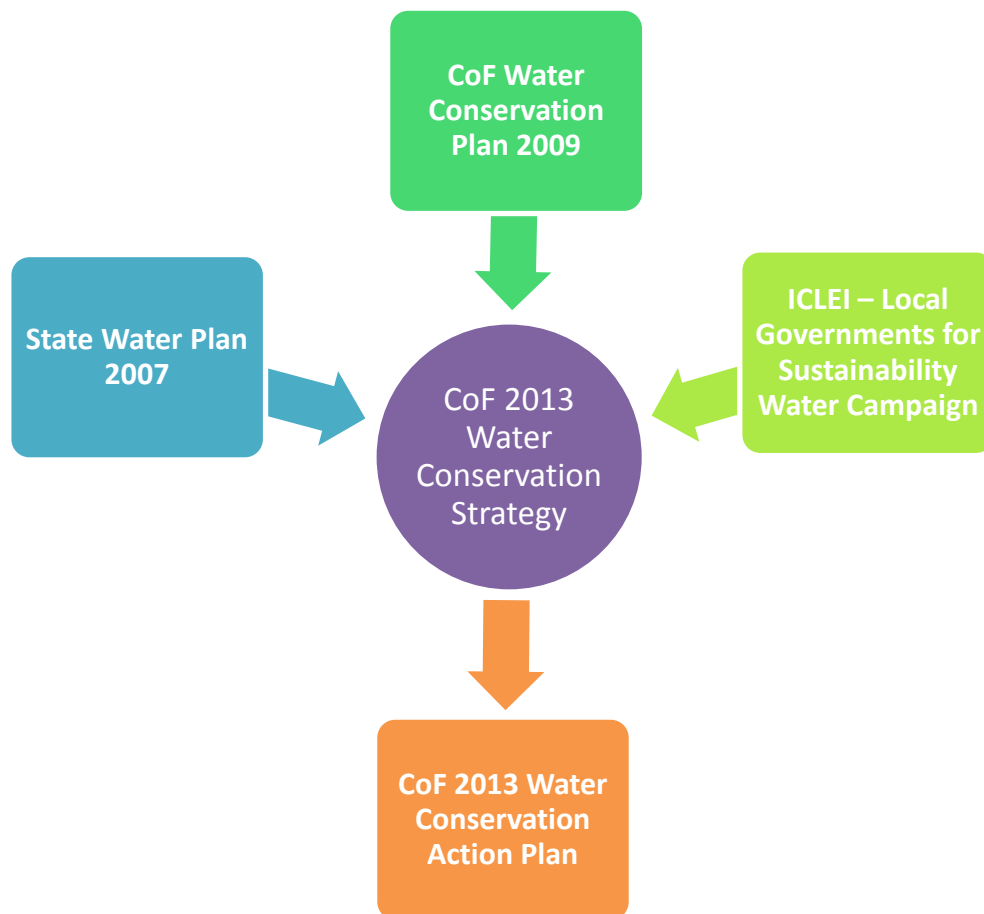 CoF Water
Conservation
Plan 2009
State Water Plan
2007
ICLEI – Local
Governments for
Sustainability
Water Campaign
CoF 2013
Water
Conservation
Strategy
CoF 2013 Water
Conservation
Action Plan